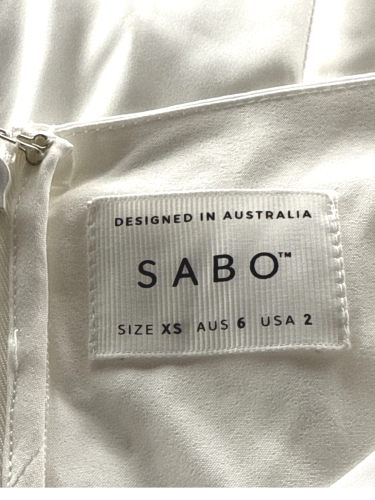 DESIGNED IN AUSTRALIA
SABO™
SIZE XS AUS 6 USA 2